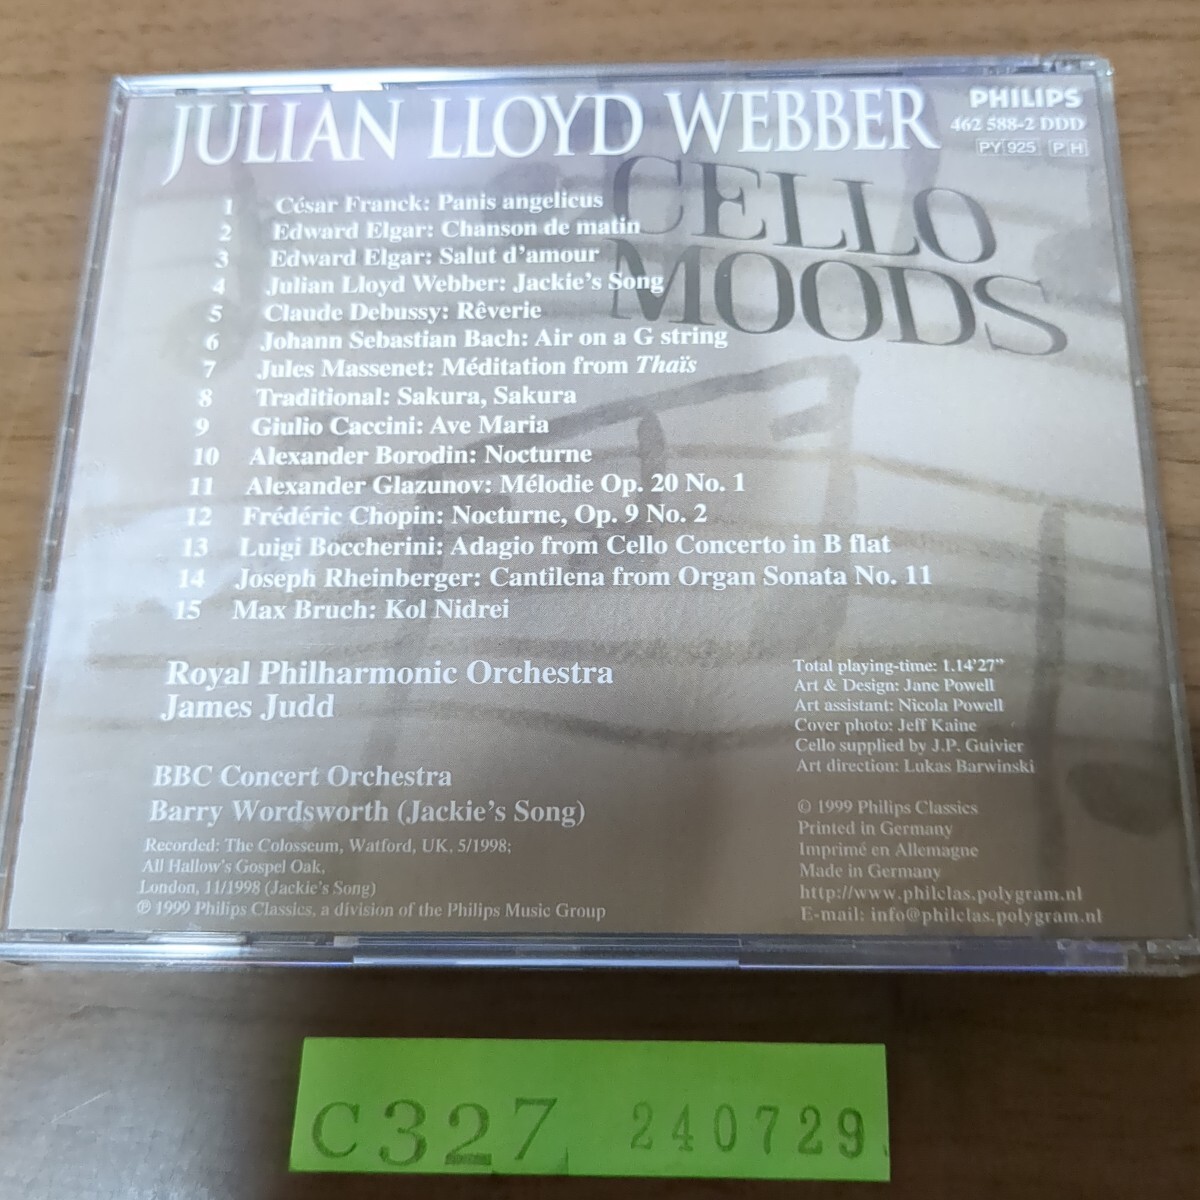 JULIAN LLOYD WEBBER
PHILIPS
462 588-2 DDD
PY 925 PH
CELLO
MOODS
1 César Franck: Panis angelicus
2 Edward Elgar: Chanson de matin
3 Edward Elgar: Salut d'amour
4 Julian Lloyd Webber: Jackie's Song
5 Claude Debussy: Rêverie
6 Johann Sebastian Bach: Air on a G string
7 Jules Massenet: Méditation from Thaïs
8 Traditional: Sakura, Sakura
9 Giulio Caccini: Ave Maria
10 Alexander Borodin: Nocturne
11 Alexander Glazunov: Mélodie Op. 20 No. 1
12 Frédéric Chopin: Nocturne, Op. 9 No. 2
13 Luigi Boccherini: Adagio from Cello Concerto in B flat
14 Joseph Rheinberger: Cantilena from Organ Sonata No. 11
15 Max Bruch: Kol Nidrei
Royal Philharmonic Orchestra
James Judd
BBC Concert Orchestra
Barry Wordsworth (Jackie's Song)
Recorded: The Colosseum, Watford, UK, 5/1998;
All Hallow's Gospel Oak,
London, 11/1998 (Jackie's Song)
℗ 1999 Philips Classics, a division of the Philips Music Group
Total playing-time: 1.14'27"
Art & Design: Jane Powell
Art assistant: Nicola Powell
Cover photo: Jeff Kaine
Cello supplied by J.P. Guivier
Art direction: Lukas Barwinski
© 1999 Philips Classics
Printed in Germany
Imprimé en Allemagne
Made in Germany
http://www.philclas.polygram.nl
E-mail: info@philclas.polygram.nl
C327 240729